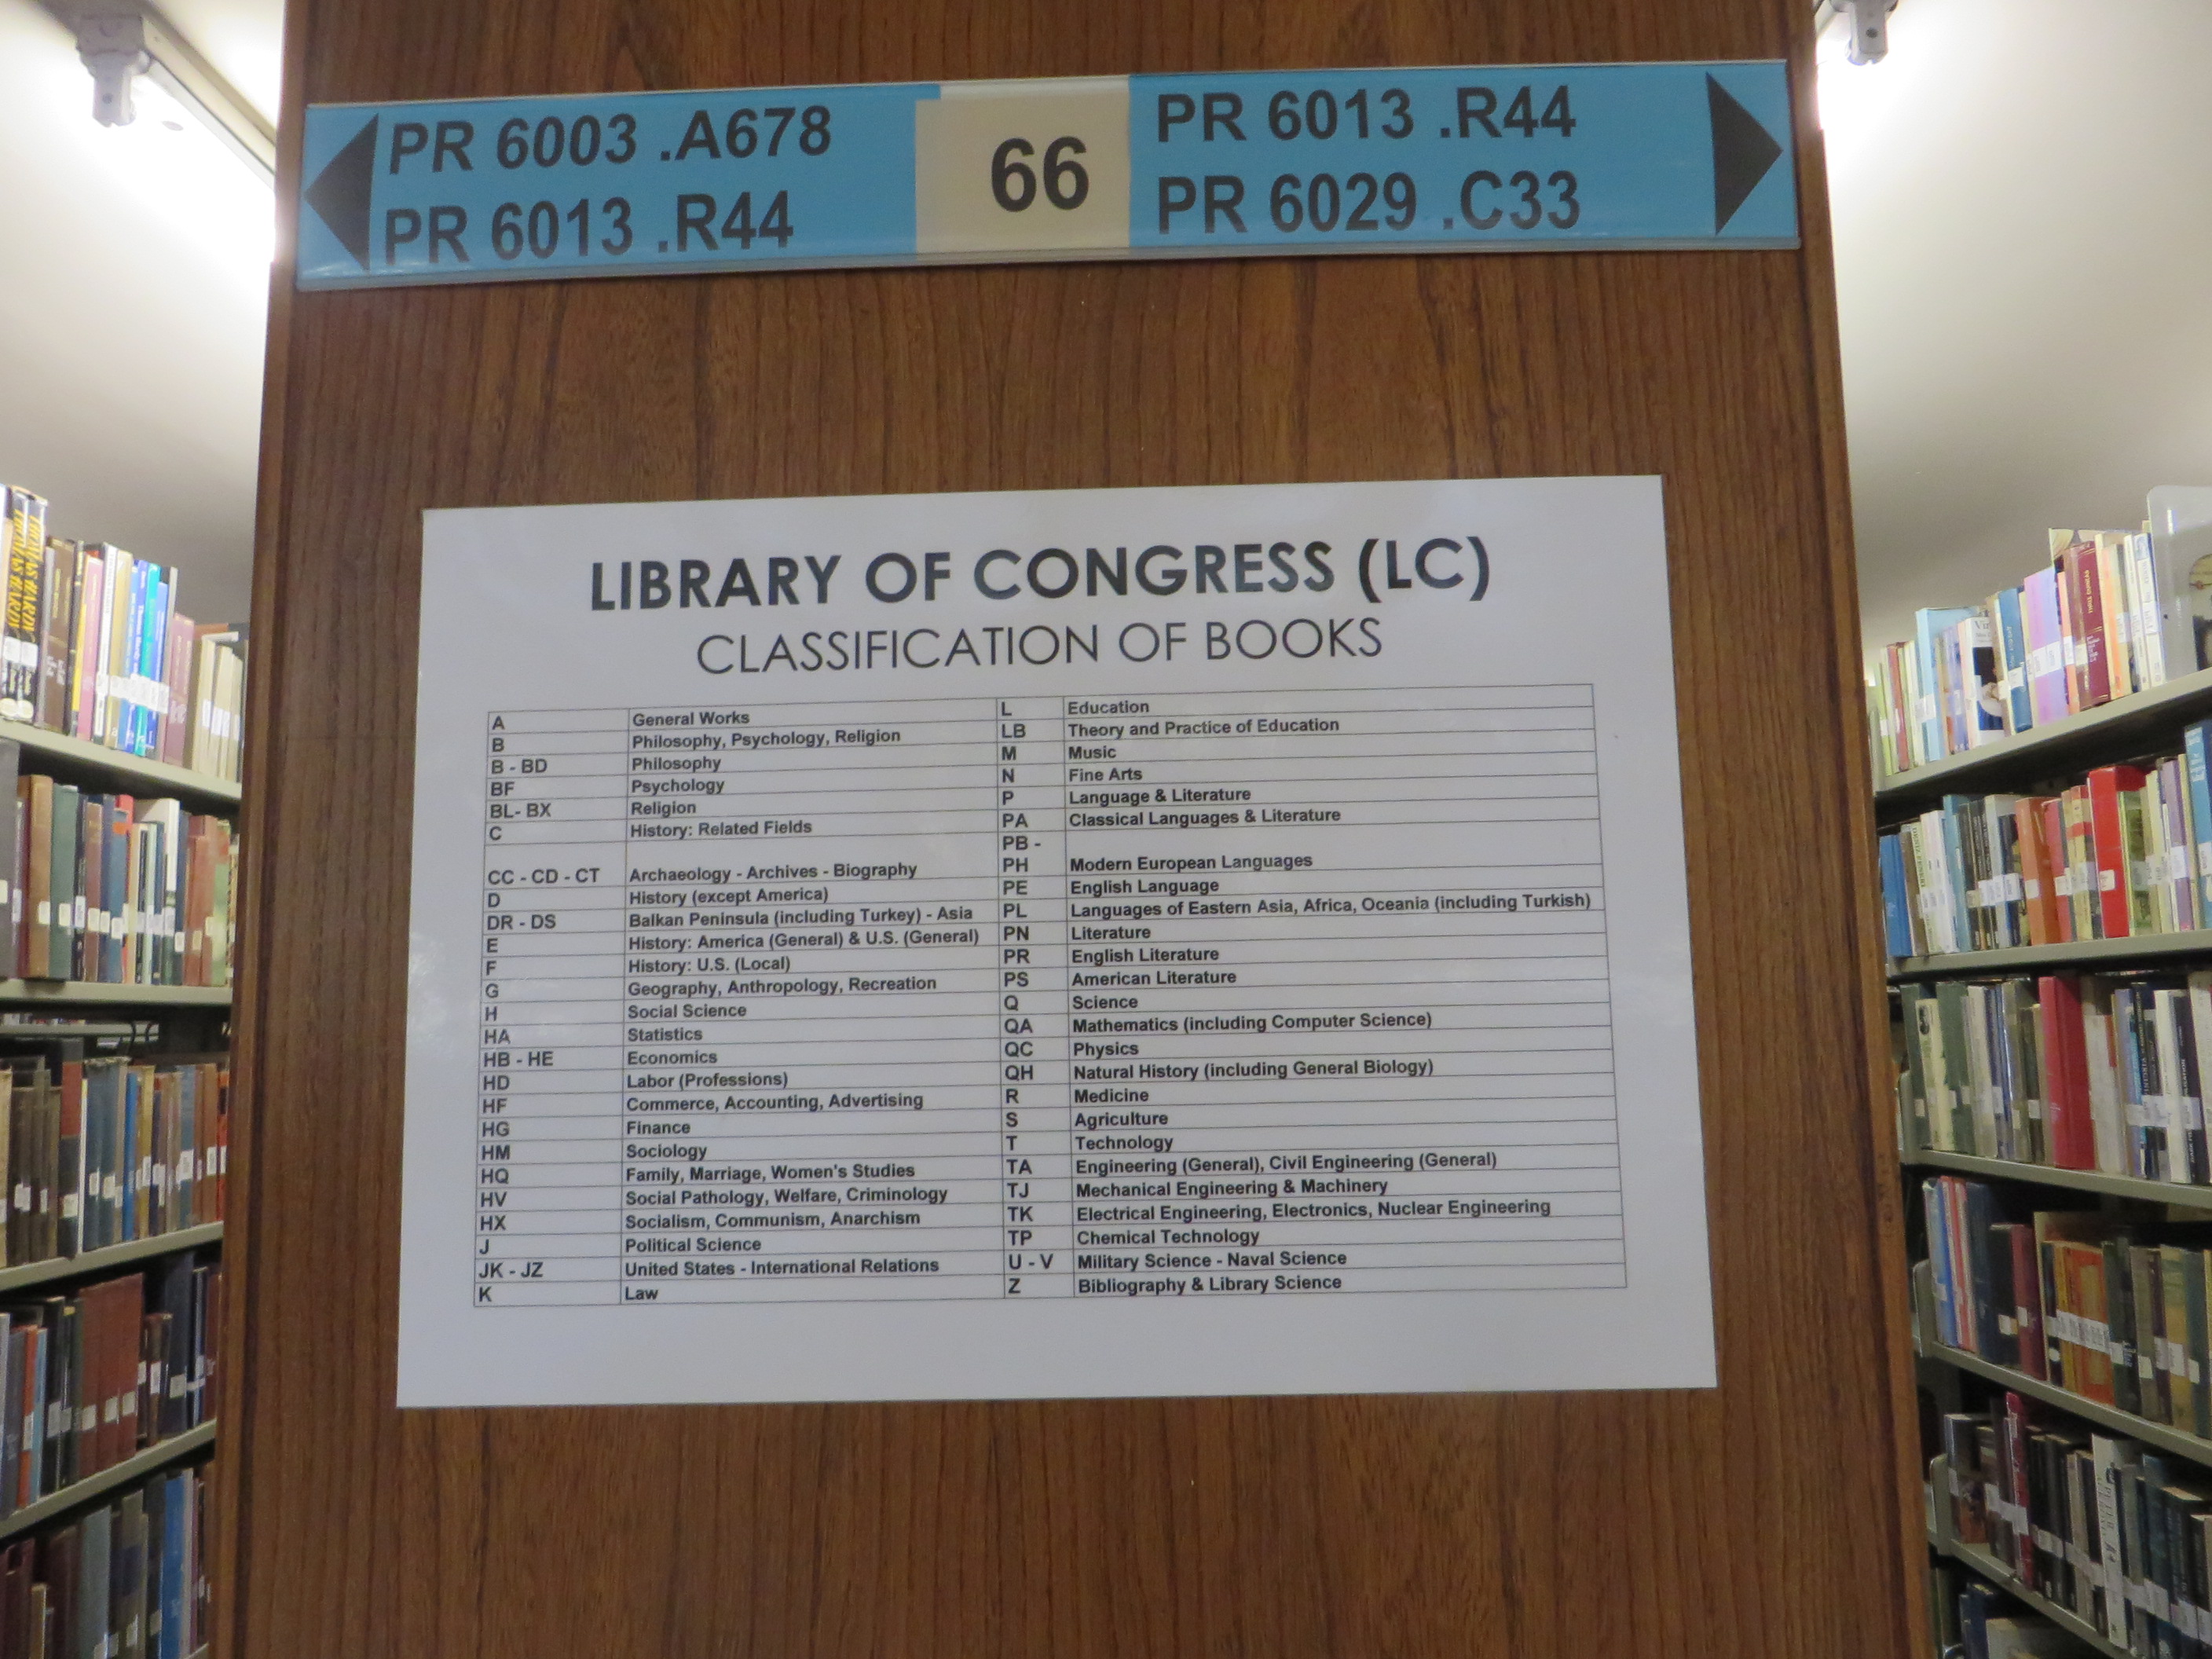 PR 6003 .A678
PR 6013 .R44
66
PR 6013 .R44
PR 6029 .C33
LIBRARY OF CONGRESS (LC)
CLASSIFICATION OF BOOKS
A General Works
B Philosophy, Psychology, Religion
B - BD Philosophy
BF Psychology
BL- BX Religion
C History: Related Fields
CC - CD - CT Archaeology - Archives - Biography
D History (except America)
DR - DS Balkan Peninsula (including Turkey) - Asia
E History: America (General) & U.S. (General)
F History: U.S. (Local)
G Geography, Anthropology, Recreation
H Social Science
HA Statistics
HB - HE Economics
HD Labor (Professions)
HF Commerce, Accounting, Advertising
HG Finance
HM Sociology
HQ Family, Marriage, Women's Studies
HV Social Pathology, Welfare, Criminology
HX Socialism, Communism, Anarchism
J Political Science
JK - JZ United States - International Relations
K Law
L Education
LB Theory and Practice of Education
M Music
N Fine Arts
P Language & Literature
PA Classical Languages & Literature
PB -
PH Modern European Languages
PE English Language
PL Languages of Eastern Asia, Africa, Oceania (including Turkish)
PN Literature
PR English Literature
PS American Literature
Q Science
QA Mathematics (including Computer Science)
QC Physics
QH Natural History (including General Biology)
R Medicine
S Agriculture
T Technology
TA Engineering (General), Civil Engineering (General)
TJ Mechanical Engineering & Machinery
TK Electrical Engineering, Electronics, Nuclear Engineering
TP Chemical Technology
U - V Military Science - Naval Science
Z Bibliography & Library Science
THOMAS HARDY
THOMAS HARDY